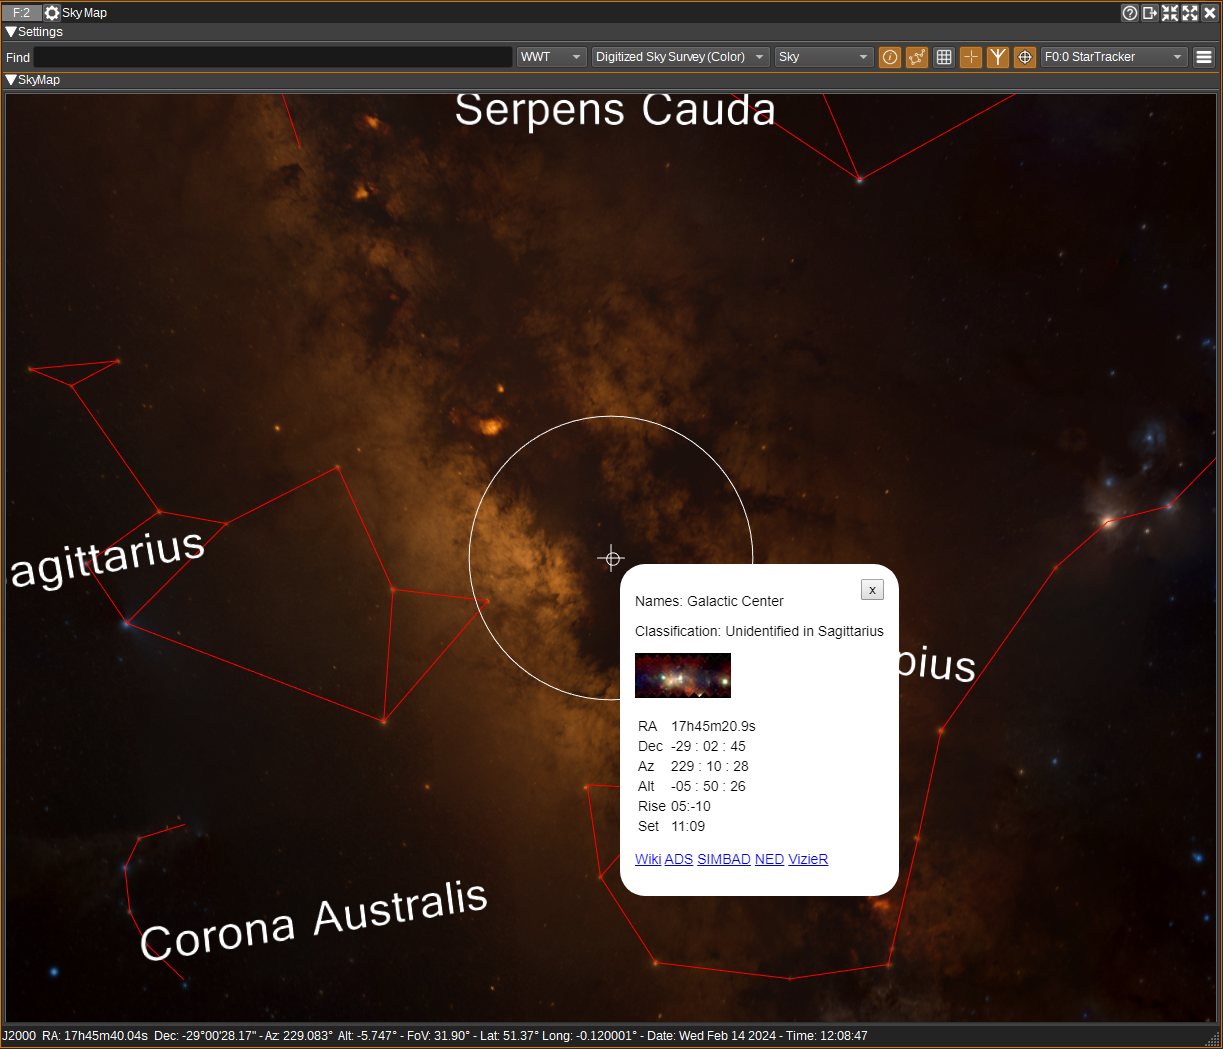 F:2 Sky Map
Settings
Find WWT Digitized Sky Survey (Color) Sky F0:0 StarTracker
SkyMap
Serpens Cauda
agittarius
Names: Galactic Center x
Classification: Unidentified in Sagittarius
pius
RA 17h45m20.9s
Dec -29 : 02 : 45
Az 229 : 10 : 28
Alt -05 : 50 : 26
Rise 05:-10
Set 11:09
Wiki ADS SIMBAD NED VizieR
Corona Australis
J2000 RA: 17h45m40.04s Dec: -29°00'28.17" - Az: 229.083° Alt: -5.747° - FoV: 31.90° - Lat: 51.37° Long: -0.120001° - Date: Wed Feb 14 2024 - Time: 12:08:47